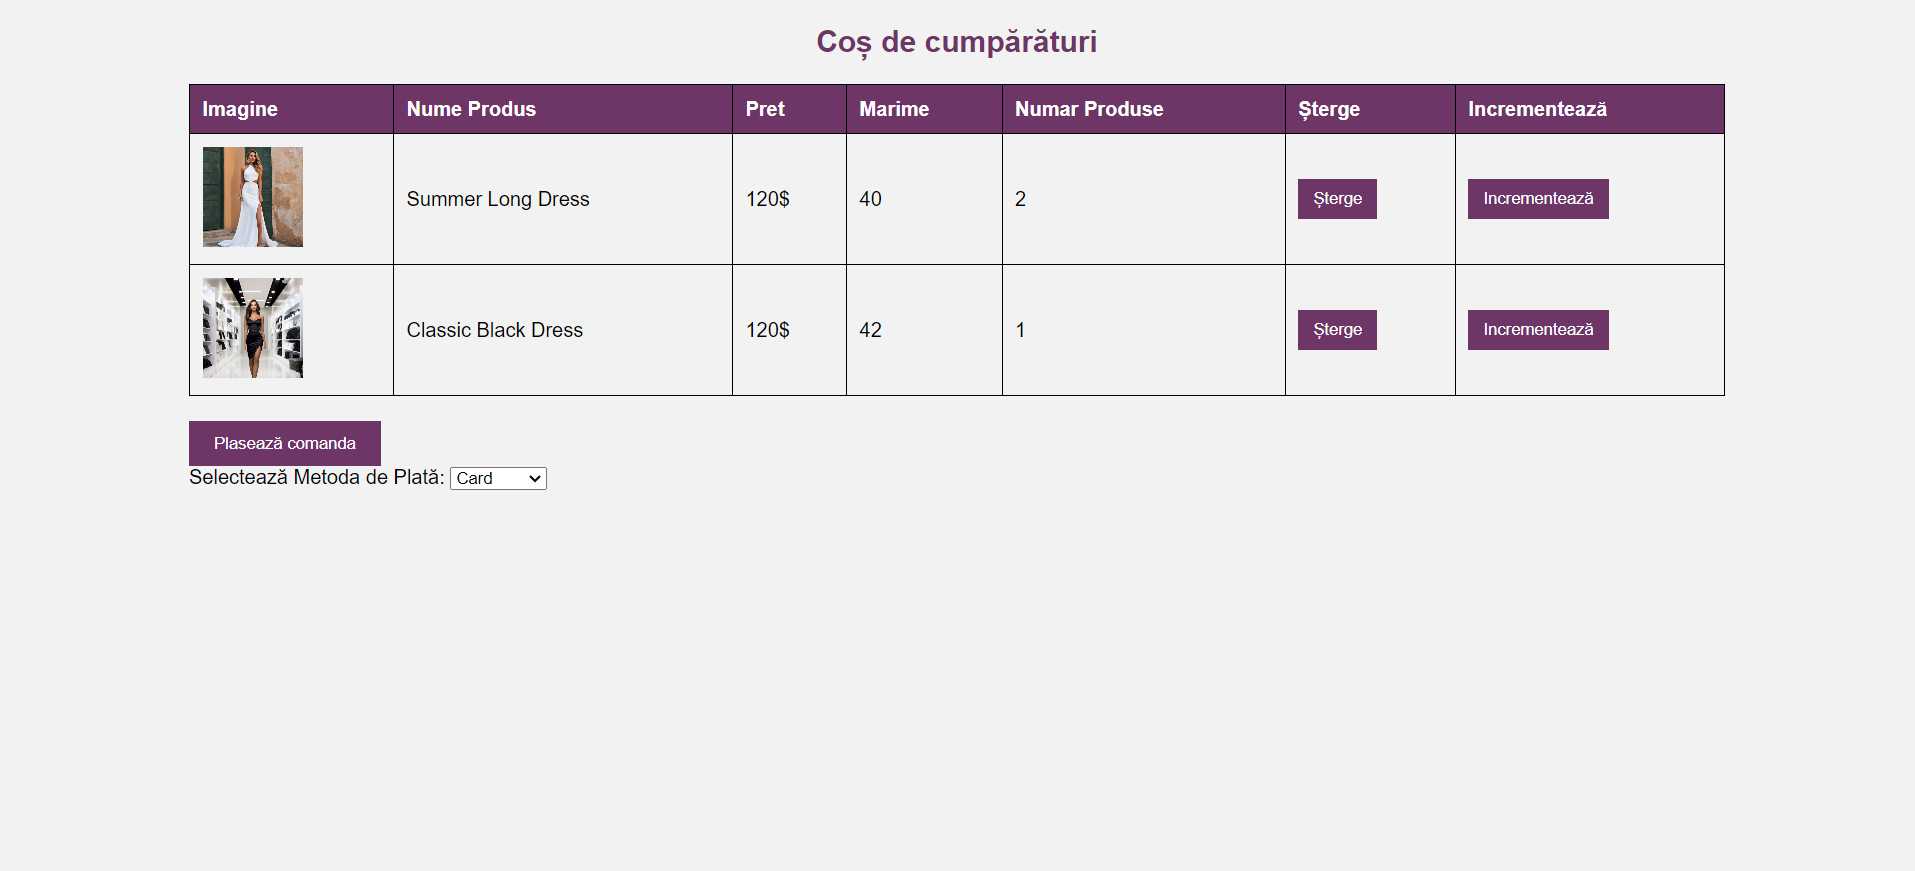 Coș de cumpărături
Imagine Nume Produs Pret Marime Numar Produse Șterge Incrementează
Summer Long Dress 120$ 40 2 Șterge Incrementează
Classic Black Dress 120$ 42 1 Șterge Incrementează
Plasează comanda
Selectează Metoda de Plată: Card